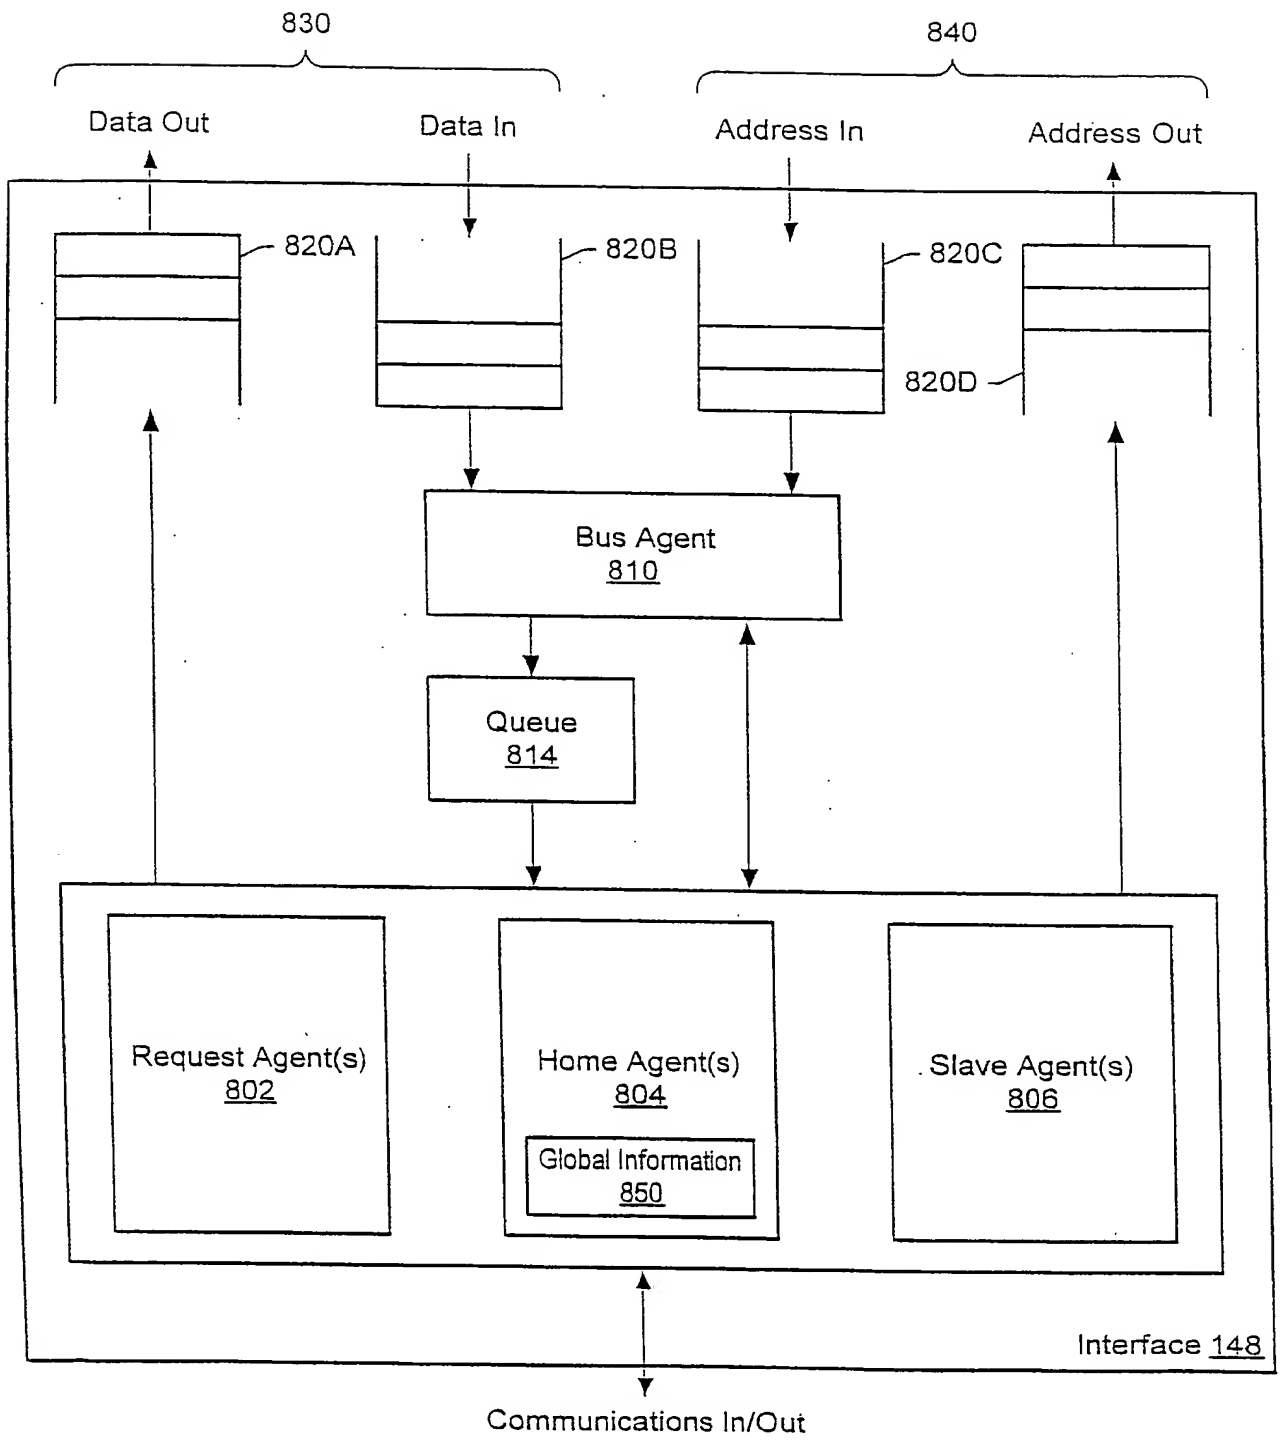 830
840
Data Out
Data In
Address In
Address Out
820A
820B
820C
820D
Bus Agent
810
Queue
814
Request Agent(s)
802
Home Agent(s)
804
Slave Agent(s)
806
Global Information
850
Interface 148
Communications In/Out